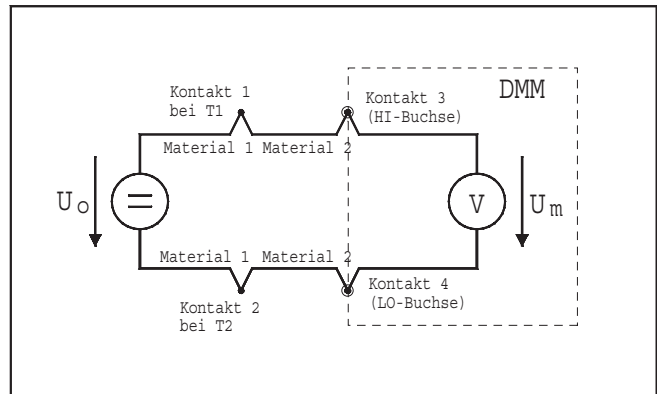 Kontakt 1
bei T1
Kontakt 3
(HI-Buchse)
DMM
Material 1 Material 2
Uo
V
Um
Material 1 Material 2
Kontakt 2
bei T2
Kontakt 4
(LO-Buchse)